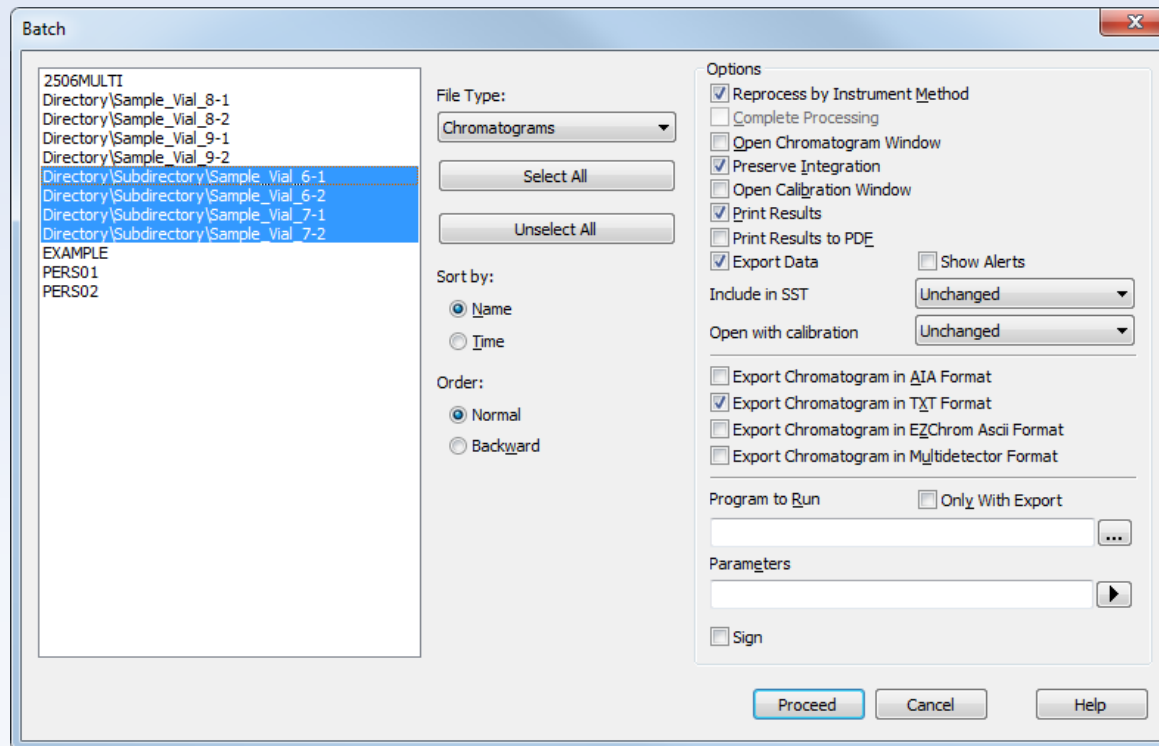 Batch
2506MULTI
Directory\Sample_Vial_8-1
Directory\Sample_Vial_8-2
Directory\Sample_Vial_9-1
Directory\Sample_Vial_9-2
Directory\Subdirectory\Sample_Vial_6-1
Directory\Subdirectory\Sample_Vial_6-2
Directory\Subdirectory\Sample_Vial_7-1
Directory\Subdirectory\Sample_Vial_7-2
EXAMPLE
PERS01
PERS02
File Type:
Chromatograms
Select All
Unselect All
Sort by:
Name
Time
Order:
Normal
Backward
Options
Reprocess by Instrument Method
Complete Processing
Open Chromatogram Window
Preserve Integration
Open Calibration Window
Print Results
Print Results to PDF
Export Data Show Alerts
Include in SST Unchanged
Open with calibration Unchanged
Export Chromatogram in AIA Format
Export Chromatogram in TXT Format
Export Chromatogram in EZChrom Ascii Format
Export Chromatogram in Multidetector Format
Program to Run Only With Export
...
Parameters
Sign
Proceed Cancel Help